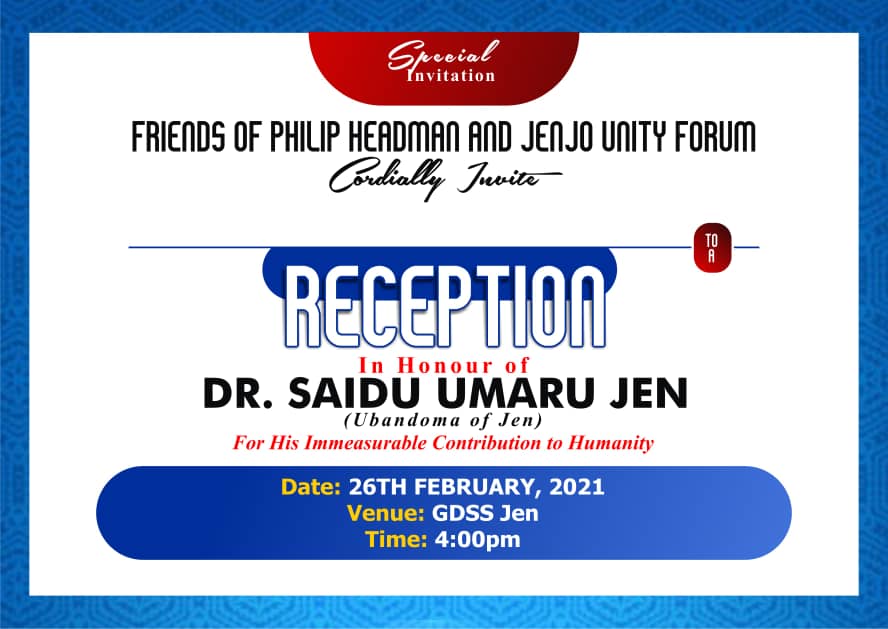 Special
Invitation
FRIENDS OF PHILIP HEADMAN AND JENJO UNITY FORUM
Cordially Invite
TO
A
RECEPTION
In Honour of
DR. SAIDU UMARU JEN
(Ubandoma of Jen)
For His Immeasurable Contribution to Humanity
Date: 26TH FEBRUARY, 2021
Venue: GDSS Jen
Time: 4:00pm